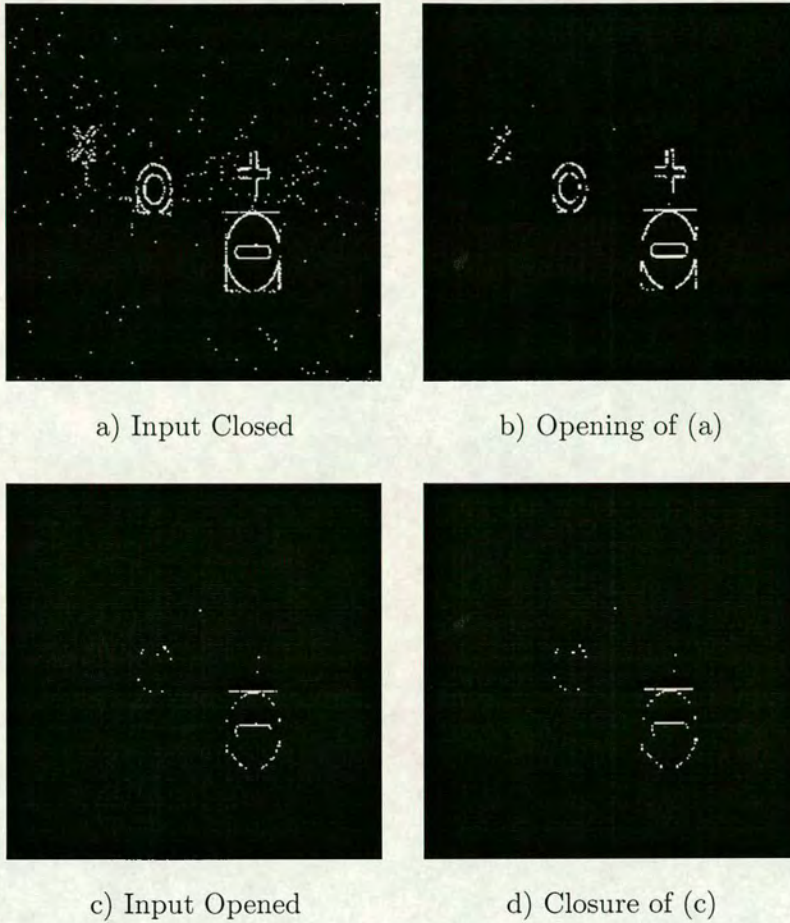 a) Input Closed
b) Opening of (a)
c) Input Opened
d) Closure of (c)